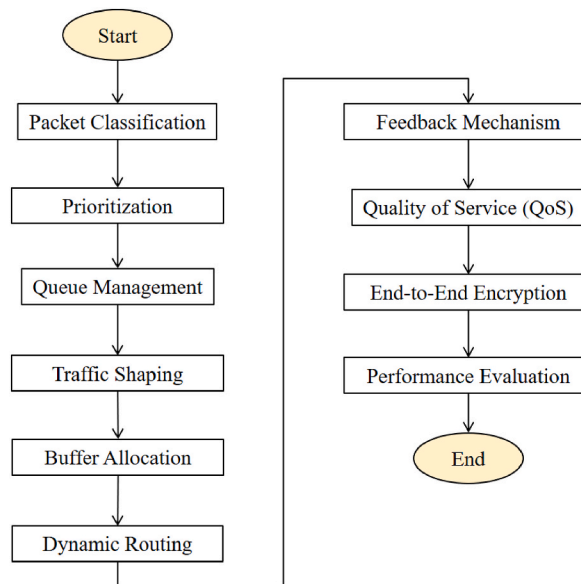 Start
Packet Classification
Prioritization
Queue Management
Traffic Shaping
Buffer Allocation
Dynamic Routing
Feedback Mechanism
Quality of Service (QoS)
End-to-End Encryption
Performance Evaluation
End